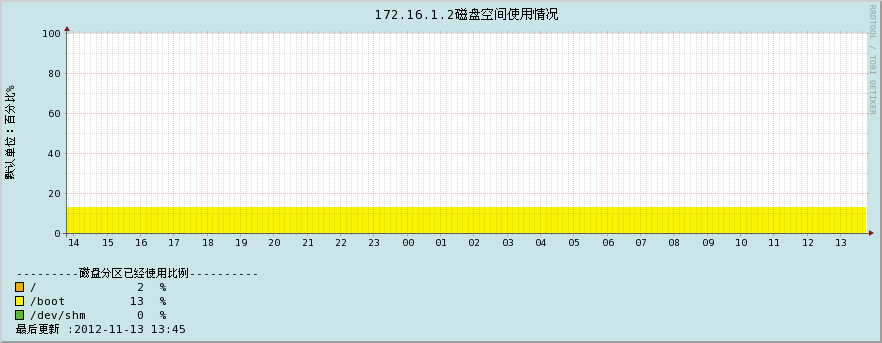 172.16.1.2磁盘空间使用情况
RRDTOOL / TOBI OETIKER
默认单位：百分比%
100
80
60
40
20
0
14 15 16 17 18 19 20 21 22 23 00 01 02 03 04 05 06 07 08 09 10 11 12 13
---------磁盘分区已经使用比例----------
/ 2 %
/boot 13 %
/dev/shm 0 %
最后更新 :2012-11-13 13:45